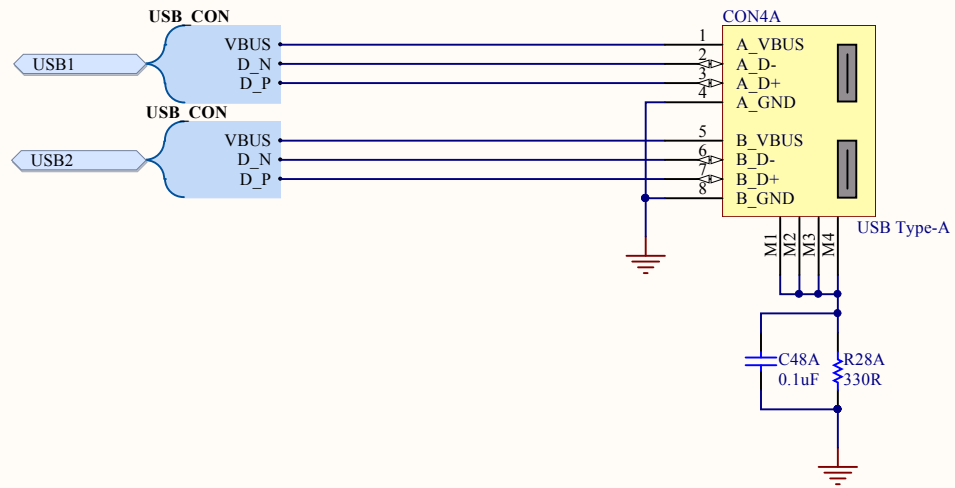 USB_CON
USB1
VBUS
D_N
D_P
USB_CON
USB2
VBUS
D_N
D_P
CON4A
1 A_VBUS
2 A_D-
3 A_D+
4 A_GND
5 B_VBUS
6 B_D-
7 B_D+
8 B_GND
USB Type-A
M1
M2
M3
M4
C48A
0.1uF
R28A
330R